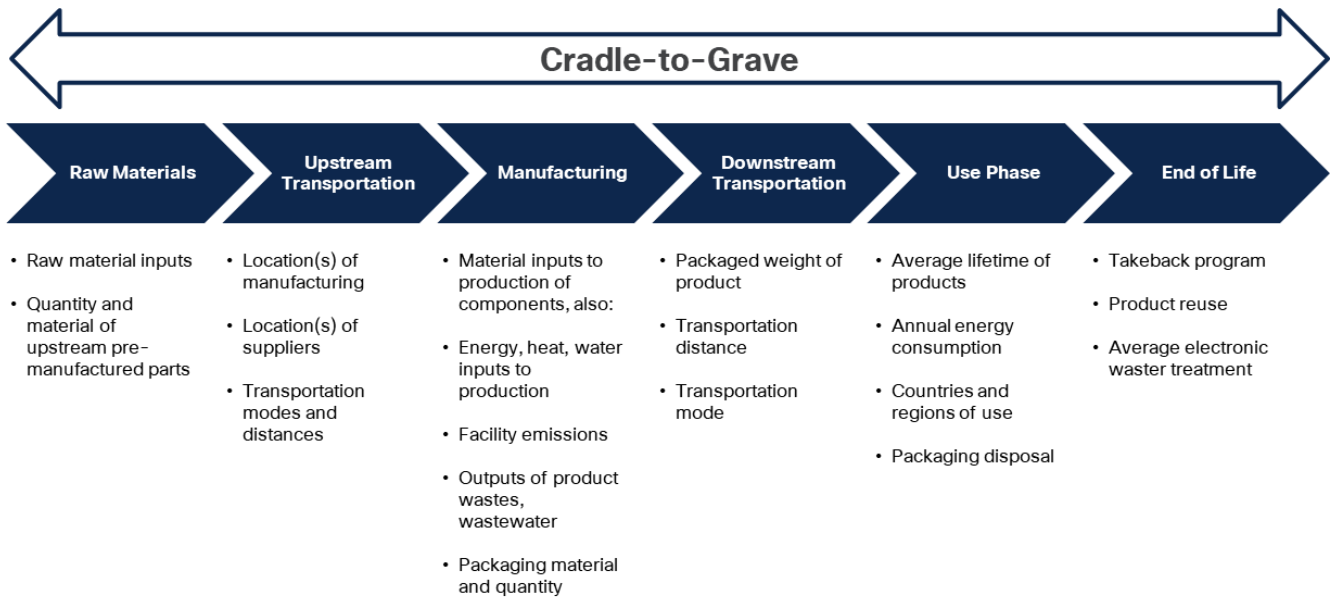 Cradle-to-Grave
Raw Materials
Upstream
Transportation
Manufacturing
Downstream
Transportation
Use Phase
End of Life
• Raw material inputs
• Quantity and
material of
upstream pre-
manufactured parts
• Location(s) of
manufacturing
• Location(s) of
suppliers
• Transportation
modes and
distances
• Material inputs to
production of
components, also:
• Energy, heat, water
inputs to
production
• Facility emissions
• Outputs of product
wastes,
wastewater
• Packaging material
and quantity
• Packaged weight of
product
• Transportation
distance
• Transportation
mode
• Average lifetime of
products
• Annual energy
consumption
• Countries and
regions of use
• Packaging disposal
• Takeback program
• Product reuse
• Average electronic
waster treatment